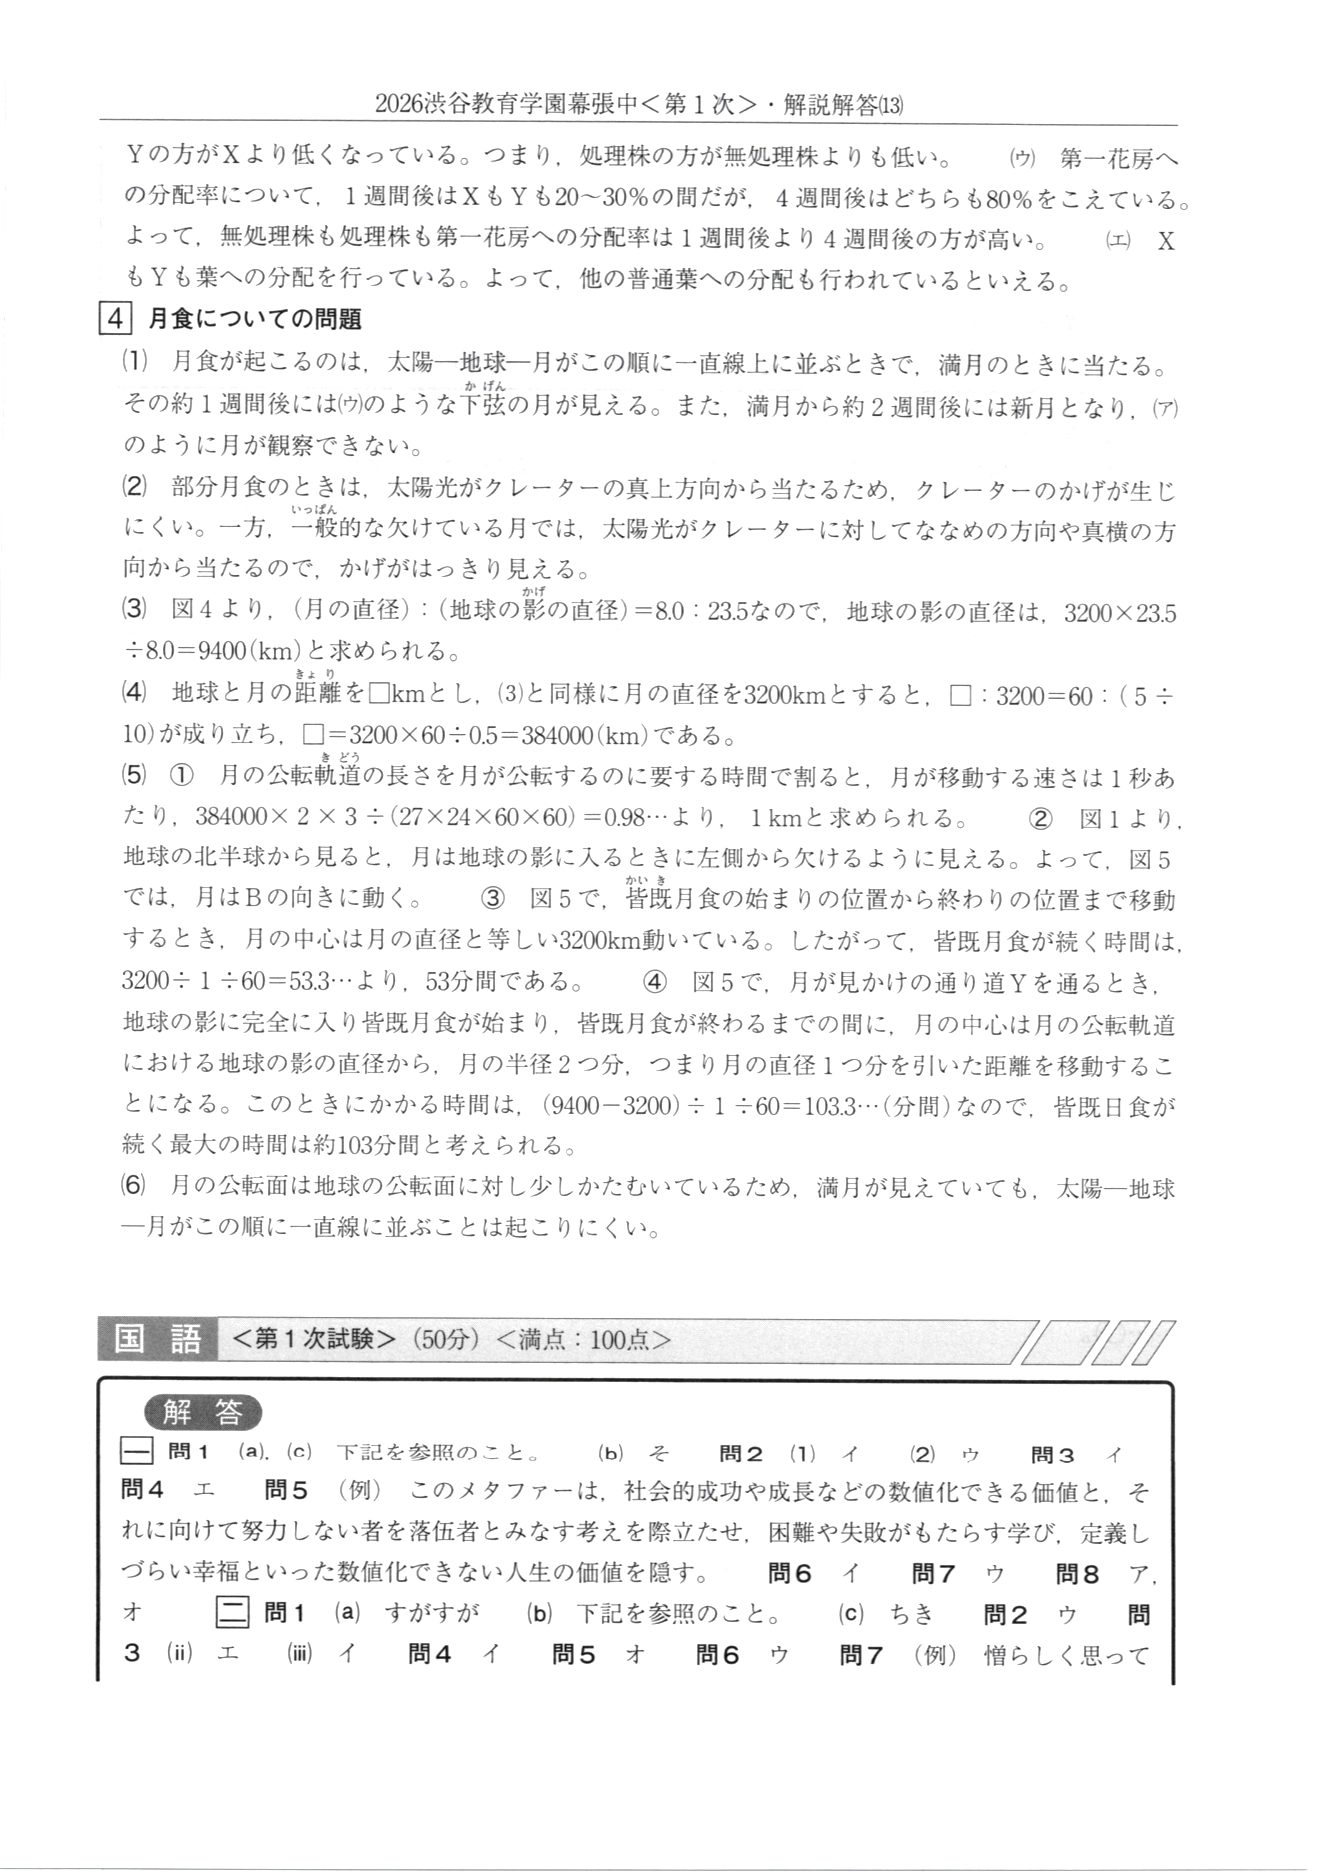 2026渋谷教育学園幕張中＜第１次＞・解説解答⒀
Ｙの方がＸより低くなっている。つまり，処理株の方が無処理株よりも低い。　㈦　第一花房へ
の分配率について，１週間後はＸもＹも20〜30％の間だが，４週間後はどちらも80％をこえている。
よって，無処理株も処理株も第一花房への分配率は１週間後より４週間後の方が高い。　(エ)　Ｘ
もＹも葉への分配を行っている。よって，他の普通葉への分配も行われているといえる。
4　月食についての問題
⑴　月食が起こるのは，太陽―地球―月がこの順に一直線上に並ぶときで，満月のときに当たる。
か げん
その約１週間後には(ウ)のような下弦の月が見える。また，満月から約２週間後には新月となり，(ア)
のように月が観察できない。
⑵　部分月食のときは，太陽光がクレーターの真上方向から当たるため，クレーターのかげが生じ
いっぱん
にくい。一方，一般的な欠けている月では，太陽光がクレーターに対してななめの方向や真横の方
向から当たるので，かげがはっきり見える。
かげ
⑶　図４より，（月の直径）：（地球の影の直径）＝8.0：23.5なので，地球の影の直径は，3200×23.5
÷8.0＝9400(km)と求められる。
きょ り
⑷　地球と月の距離を□kmとし，⑶と同様に月の直径を3200kmとすると，□：3200＝60：(５÷
10)が成り立ち，□＝3200×60÷0.5＝384000(km)である。
き どう
⑸　①　月の公転軌道の長さを月が公転するのに要する時間で割ると，月が移動する速さは１秒あ
たり，384000×２×３÷(27×24×60×60)＝0.98…より，１kmと求められる。　②　図１より，
地球の北半球から見ると，月は地球の影に入るときに左側から欠けるように見える。よって，図５
かい き
では，月はＢの向きに動く。　③　図５で，皆既月食の始まりの位置から終わりの位置まで移動
するとき，月の中心は月の直径と等しい3200km動いている。したがって，皆既月食が続く時間は，
3200÷１÷60＝53.3…より，53分間である。　④　図５で，月が見かけの通り道Ｙを通るとき，
地球の影に完全に入り皆既月食が始まり，皆既月食が終わるまでの間に，月の中心は月の公転軌道
における地球の影の直径から，月の半径２つ分，つまり月の直径１つ分を引いた距離を移動するこ
とになる。このときにかかる時間は，(9400－3200)÷１÷60＝103.3…(分間)なので，皆既日食が
続く最大の時間は約103分間と考えられる。
⑹　月の公転面は地球の公転面に対し少しかたむいているため，満月が見えていても，太陽―地球
―月がこの順に一直線に並ぶことは起こりにくい。
国　語　＜第１次試験＞（50分）＜満点：100点＞
解　答
一　問１　(a)，(c)　下記を参照のこと。　(b)　そ　問２　(1)　イ　(2)　ウ　問３　イ
問４　エ　問５　（例）　このメタファーは，社会的成功や成長などの数値化できる価値と，そ
れに向けて努力しない者を落伍者とみなす考えを際立たせ，困難や失敗がもたらす学び，定義し
づらい幸福といった数値化できない人生の価値を隠す。　問６　イ　問７　ウ　問８　ア，
オ　二　問１　(a)　すがすが　(b)　下記を参照のこと。　(c)　ちき　問２　ウ　問
３　(ii)　エ　(iii)　イ　問４　イ　問５　オ　問６　ウ　問７　（例）　憎らしく思って